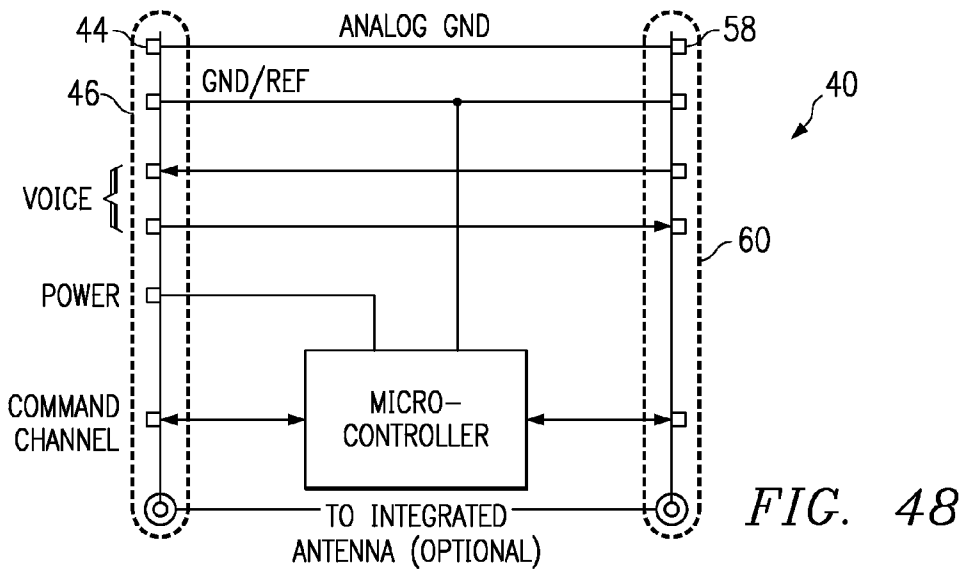 44
ANALOG GND
58
46
GND/REF
40
VOICE
60
POWER
COMMAND
CHANNEL
MICRO-
CONTROLLER
TO INTEGRATED
ANTENNA (OPTIONAL)
FIG. 48